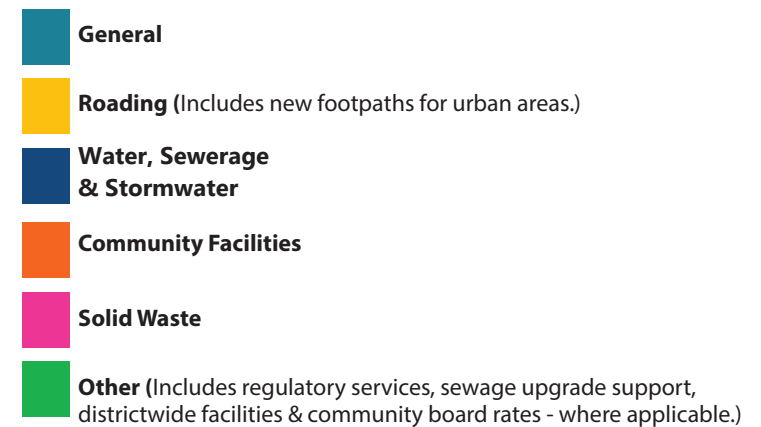 General
Roading (Includes new footpaths for urban areas.)
Water, Sewerage
& Stormwater
Community Facilities
Solid Waste
Other (Includes regulatory services, sewage upgrade support,
districtwide facilities & community board rates - where applicable.)